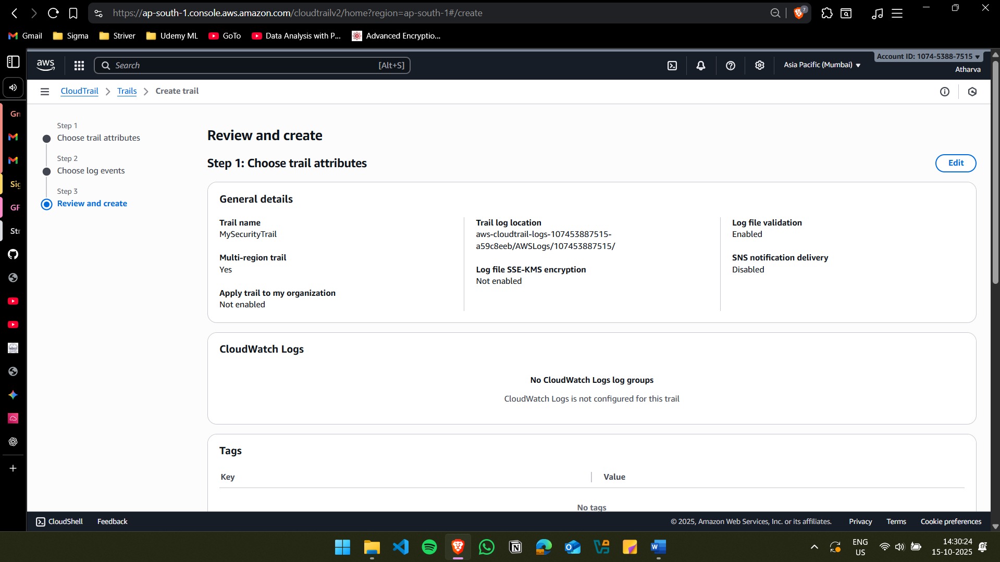 https://ap-south-1.console.aws.amazon.com/cloudtrailv2/home?region=ap-south-1#/create
7
Gmail
Sigma
Striver
Udemy ML
GoTo
Data Analysis with P...
Advanced Encryptio...
aws
Search
[Alt+S]
Asia Pacific (Mumbai)
Account ID: 1074-5388-7515
Atharva
CloudTrail
Trails
Create trail
Gm
Sig
GF
Str
Step 1
Choose trail attributes
Step 2
Choose log events
Step 3
Review and create
Review and create
Step 1: Choose trail attributes
Edit
General details
Trail name
MySecurityTrail
Multi-region trail
Yes
Apply trail to my organization
Not enabled
Trail log location
aws-cloudtrail-logs-107453887515-
a59c8eeb/AWSLogs/107453887515/
Log file SSE-KMS encryption
Not enabled
Log file validation
Enabled
SNS notification delivery
Disabled
CloudWatch Logs
No CloudWatch Logs log groups
CloudWatch Logs is not configured for this trail
Tags
Key
Value
No tags
CloudShell
Feedback
© 2025, Amazon Web Services, Inc. or its affiliates.
Privacy
Terms
Cookie preferences
ENG
US
14:30:24
15-10-2025